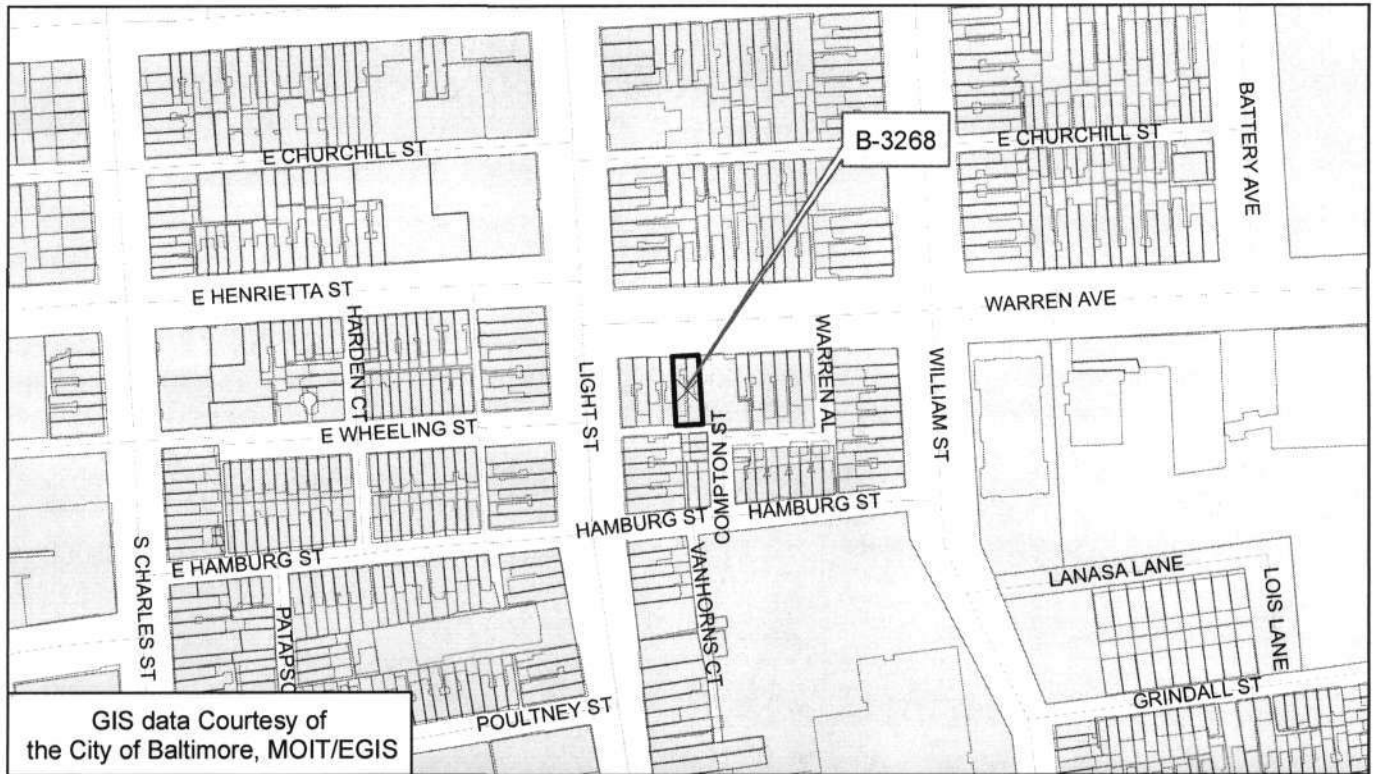 E CHURCHILL ST
B-3268
E CHURCHILL ST
BATTERY AVE
E HENRIETTA ST
WARREN AVE
HARDEN CT
LIGHT ST
WARREN AL
WILLIAM ST
E WHEELING ST
COMPTON ST
HAMBURG ST
HAMBURG ST
S CHARLES ST
E HAMBURG ST
VANHORNS CT
LANASA LANE
LOIS LANE
PATAPSC
GRINDALL ST
POULTNEY ST
GIS data Courtesy of
the City of Baltimore, MOIT/EGIS